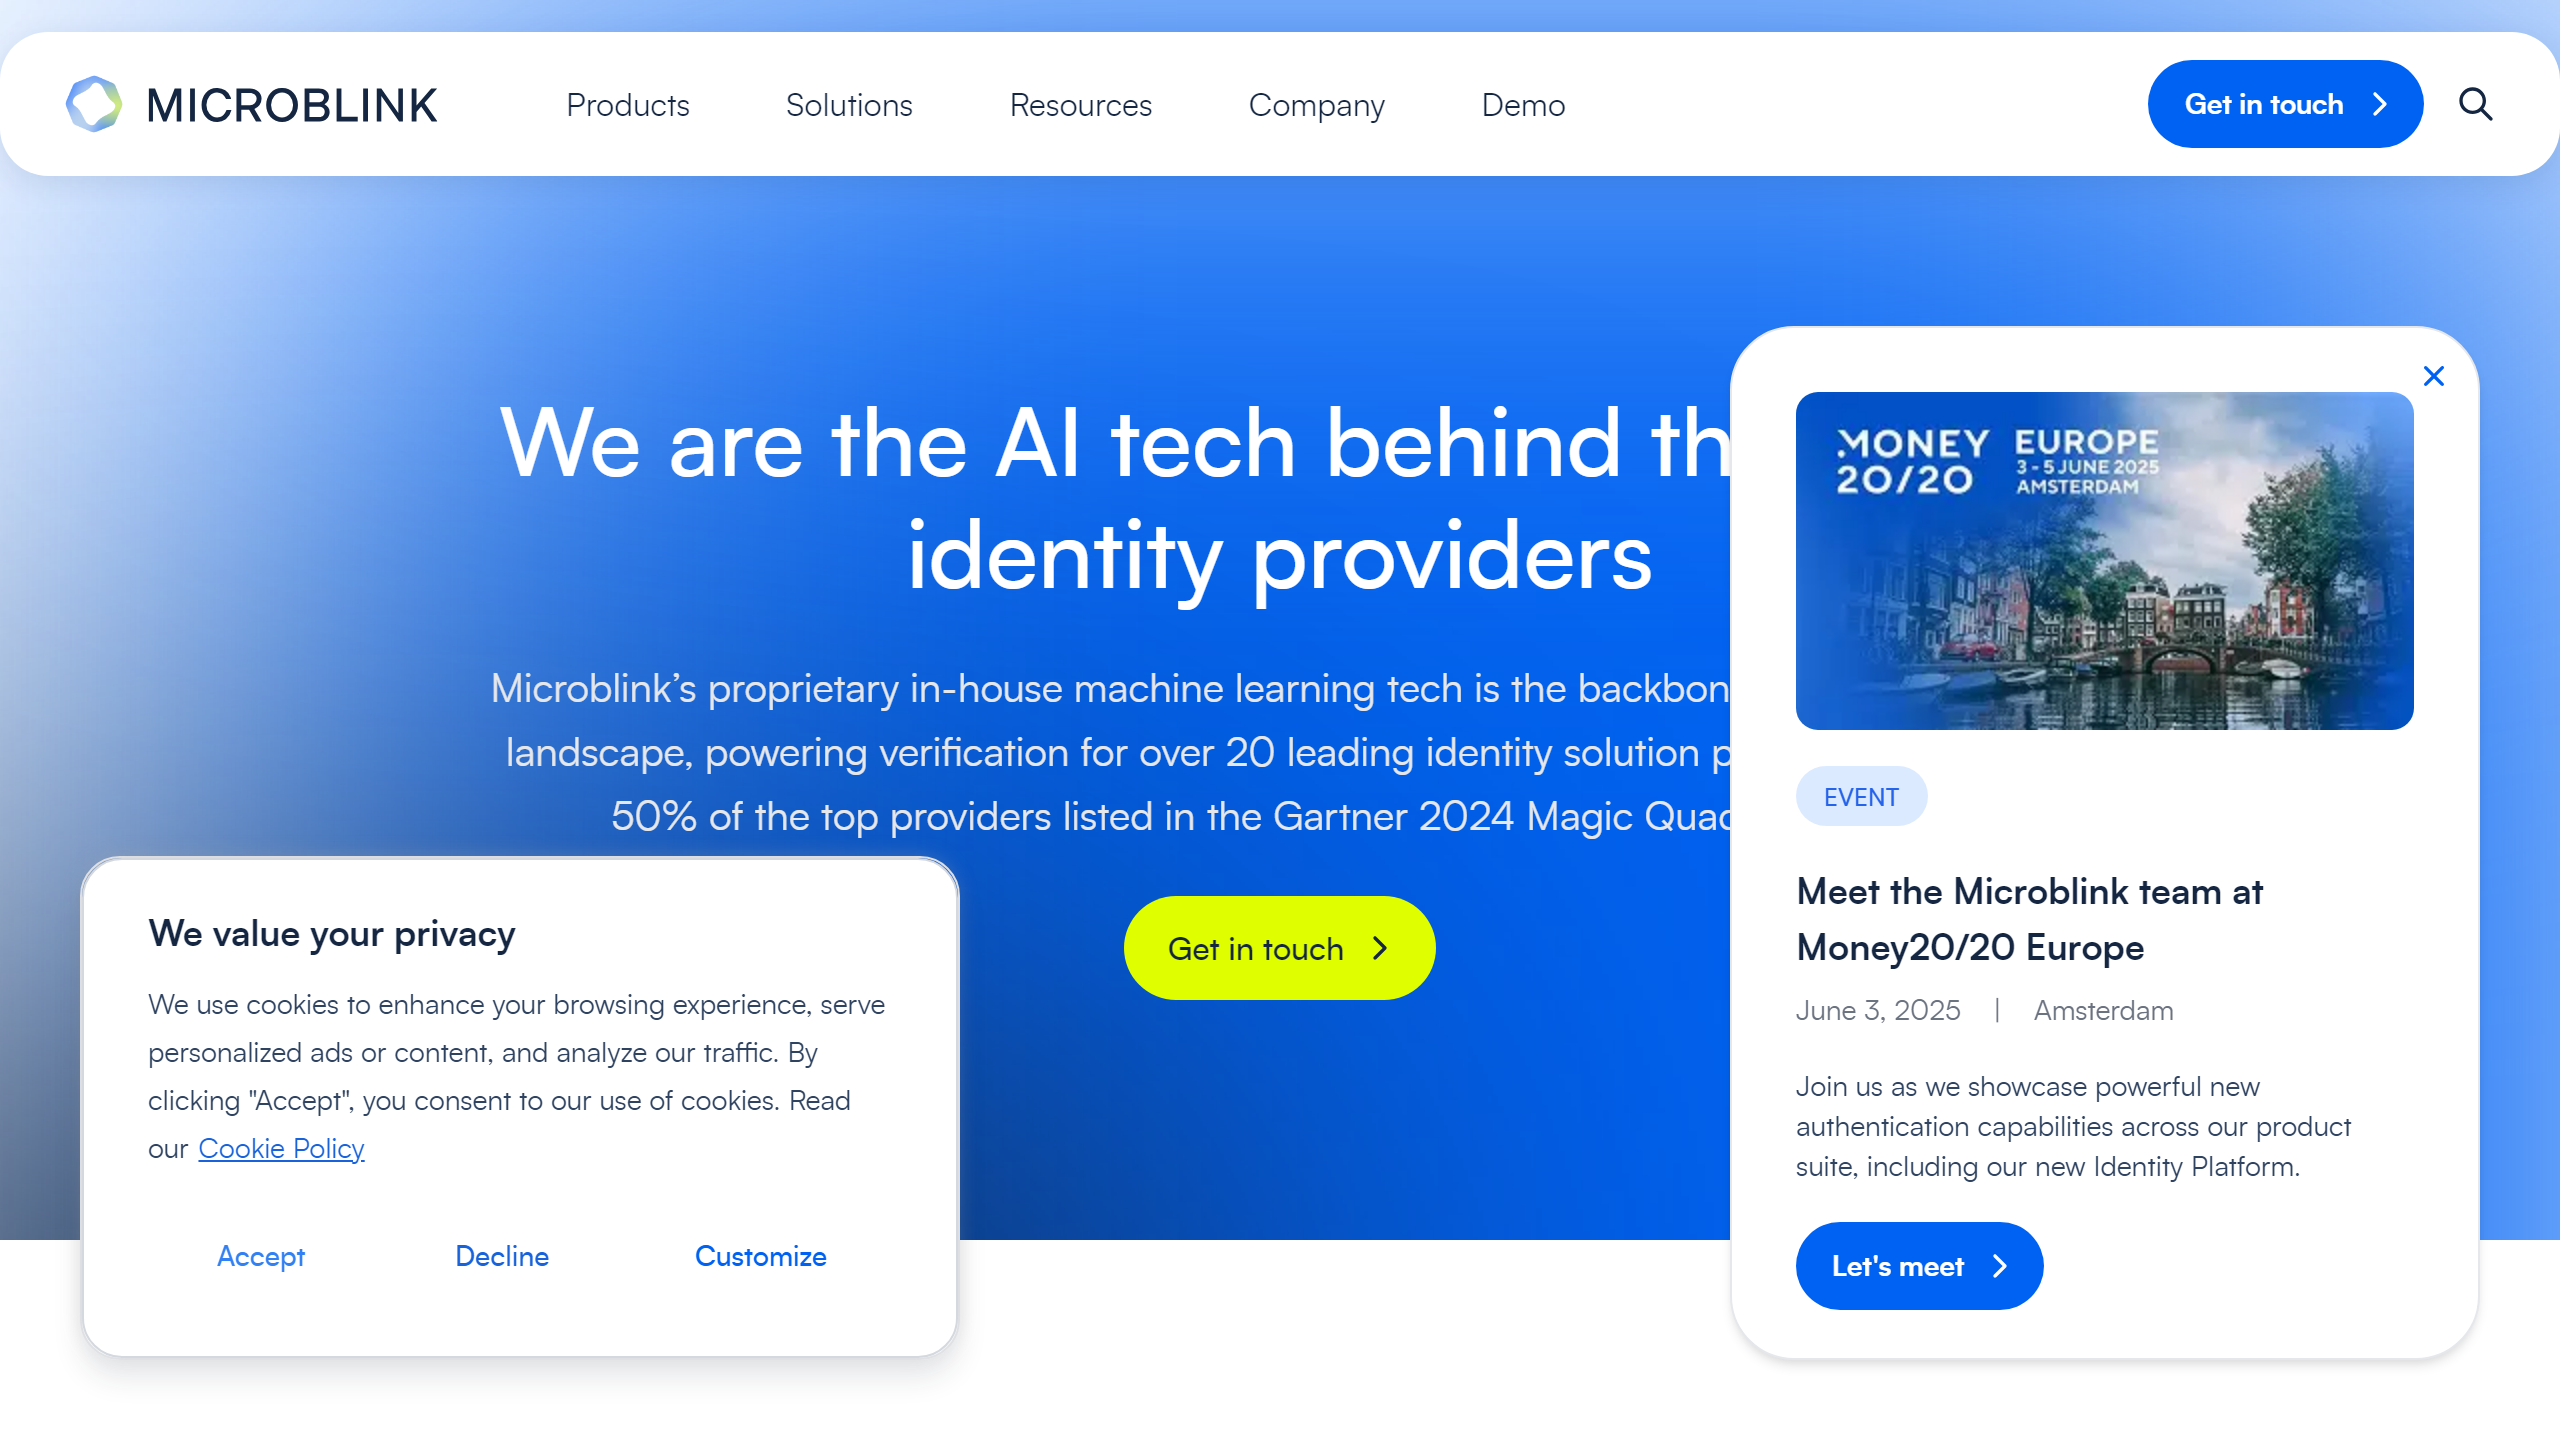 MICROBLINK
Products
Solutions
Resources
Company
Demo
Get in touch
We are the AI tech behind
identity providers
Microblink’s proprietary in-house machine learning tech is the
landscape, powering verification for over 20 leading identity solution
50% of the top providers listed in the Gartner 2024 Magic
Get in touch
We value your privacy
We use cookies to enhance your browsing experience, serve
personalized ads or content, and analyze our traffic. By
clicking "Accept", you consent to our use of cookies. Read
our Cookie Policy
Accept
Decline
Customize
MONEY
20/20
EUROPE
3 - 5 JUNE 2025
AMSTERDAM
EVENT
Meet the Microblink team at
Money20/20 Europe
June 3, 2025 | Amsterdam
Join us as we showcase powerful new
authentication capabilities across our product
suite, including our new Identity Platform.
Let's meet